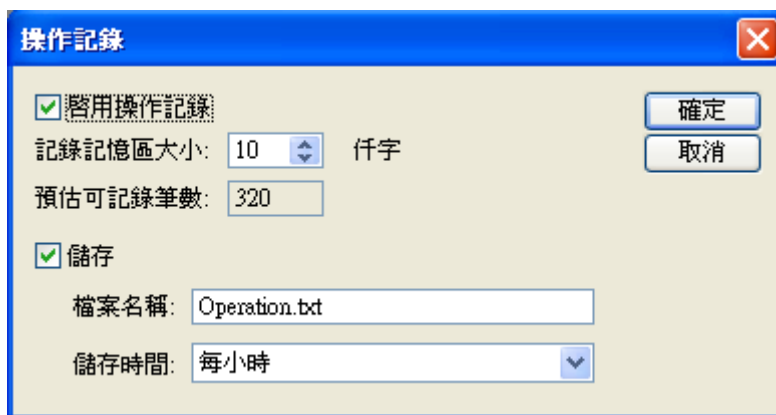 操作記錄
啓用操作記錄
確定
記錄記憶區大小: 10 仟字
取消
預估可記錄筆數: 320
儲存
檔案名稱: Operation.txt
儲存時間: 每小時